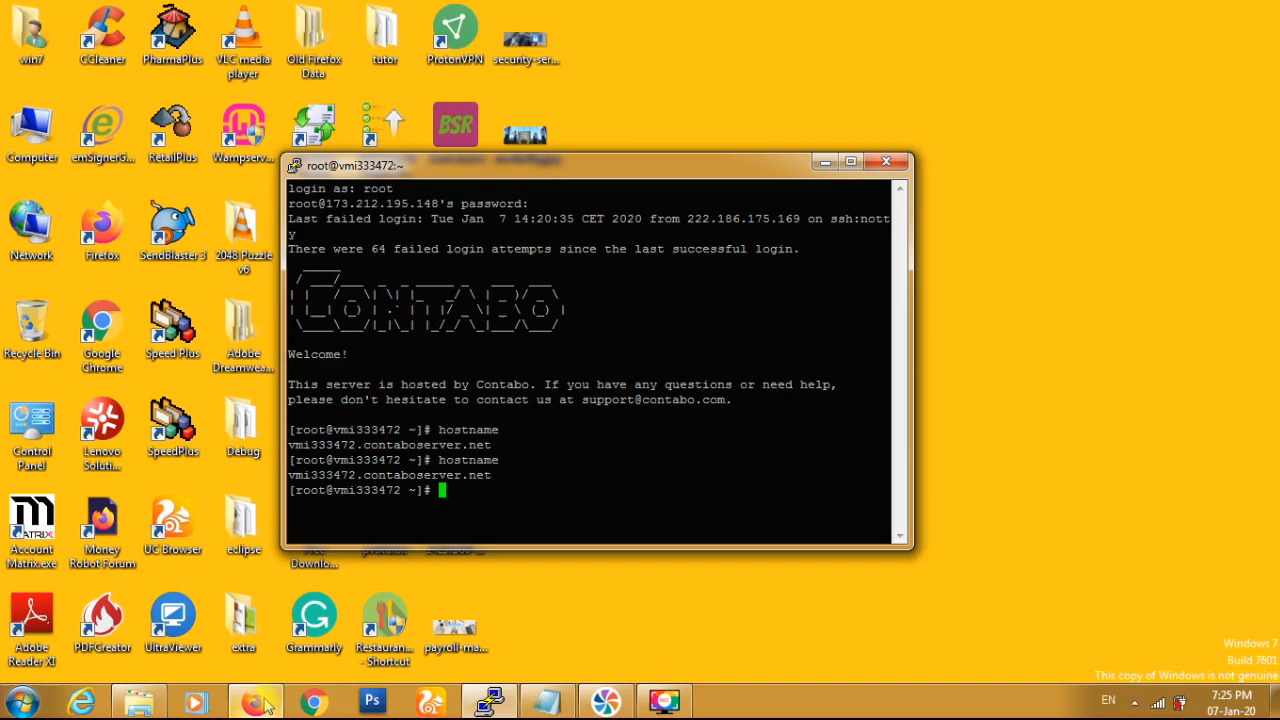 win7
CCleaner
PharmaPlus
VLC media
player
Old Firefox
Data
tutor
ProtonVPN
security-ser...
Computer
emSignerG...
RetailPlus
Wampserv...
BSR
root@vmi333472:~
login as: root
root@173.212.195.148's password:
Last failed login: Tue Jan  7 14:20:35 CET 2020 from 222.186.175.169 on ssh:nott
y
There were 64 failed login attempts since the last successful login.
CONTABO
Welcome!
This server is hosted by Contabo. If you have any questions or need help,
please don't hesitate to contact us at support@contabo.com.
[root@vmi333472 ~]# hostname
vmi333472.contaboserver.net
[root@vmi333472 ~]# hostname
vmi333472.contaboserver.net
[root@vmi333472 ~]#
Network
Firefox
SendBlaster 3
2048 Puzzle
v6
Recycle Bin
Google
Chrome
Speed Plus
Adobe
Dreamwea...
Control
Panel
Lenovo
Soluti...
SpeedPlus
Debug
MATRIX
Account
Matrix.exe
Money
Robot Forum
UC Browser
eclipse
Downlo...
Adobe
Reader XI
PDFCreator
UltraViewer
extra
Grammarly
Restauran...
- Shortcut
payroll-ma...
Windows 7
Build 7601
This copy of Windows is not genuine
Ps
EN
7:25 PM
07-Jan-20